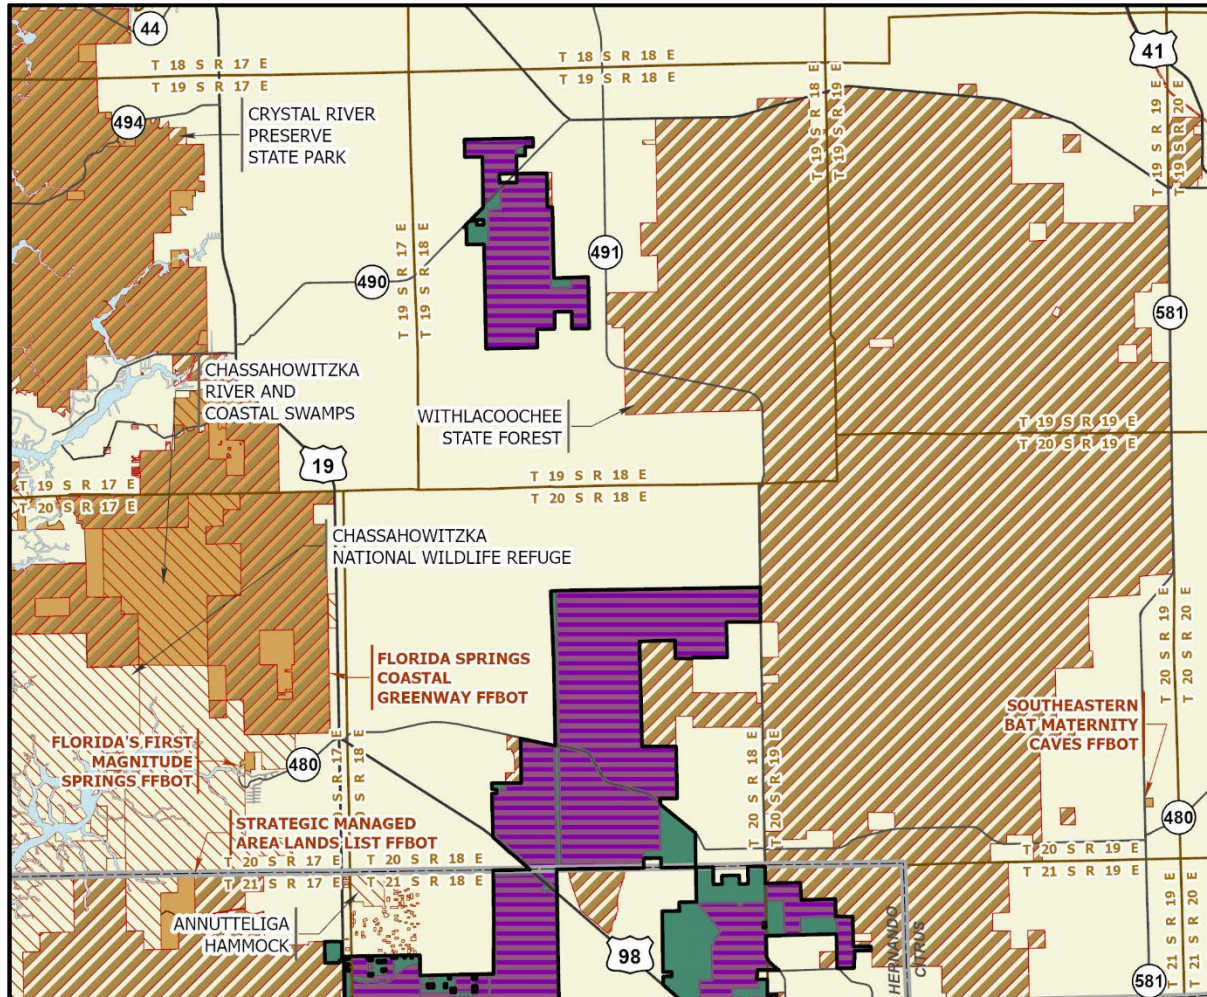 44
T 18 S R 17 E
T 19 S R 17 E
T 18 S R 18 E
T 19 S R 18 E
41
494
CRYSTAL RIVER
PRESERVE
STATE PARK
T 19 S R 18 E
T 19 S R 19 E
T 19 S R 19 E
T 19 S R 20 E
T 19 S R 17 E
T 19 S R 18 E
491
490
581
CHASSAHOWITZKA
RIVER AND
COASTAL SWAMPS
WITHLACOOCHEE
STATE FOREST
T 19 S R 19 E
T 20 S R 19 E
19
T 19 S R 17 E
T 20 S R 17 E
T 19 S R 18 E
T 20 S R 18 E
CHASSAHOWITZKA
NATIONAL WILDLIFE REFUGE
T 20 S R 19 E
T 20 S R 20 E
FLORIDA SPRINGS
COASTAL
GREENWAY FFBOT
SOUTHEASTERN
BAT MATERNITY
CAVES FFBOT
FLORIDA'S FIRST
MAGNITUDE
SPRINGS FFBOT
480
S R 17 E
S R 18 E
T 20 S R 18 E
T 20 S R 19 E
480
STRATEGIC MANAGED
AREA LANDS LIST FFBOT
T 20 S R 17 E
T 21 S R 17 E
T 20 S R 18 E
T 21 S R 18 E
T 20 S R 19 E
T 21 S R 19 E
ANNUTTELIGA
HAMMOCK
98
HERNANDO
CITRUS
T 21 S R 19 E
T 21 S R 20 E
581